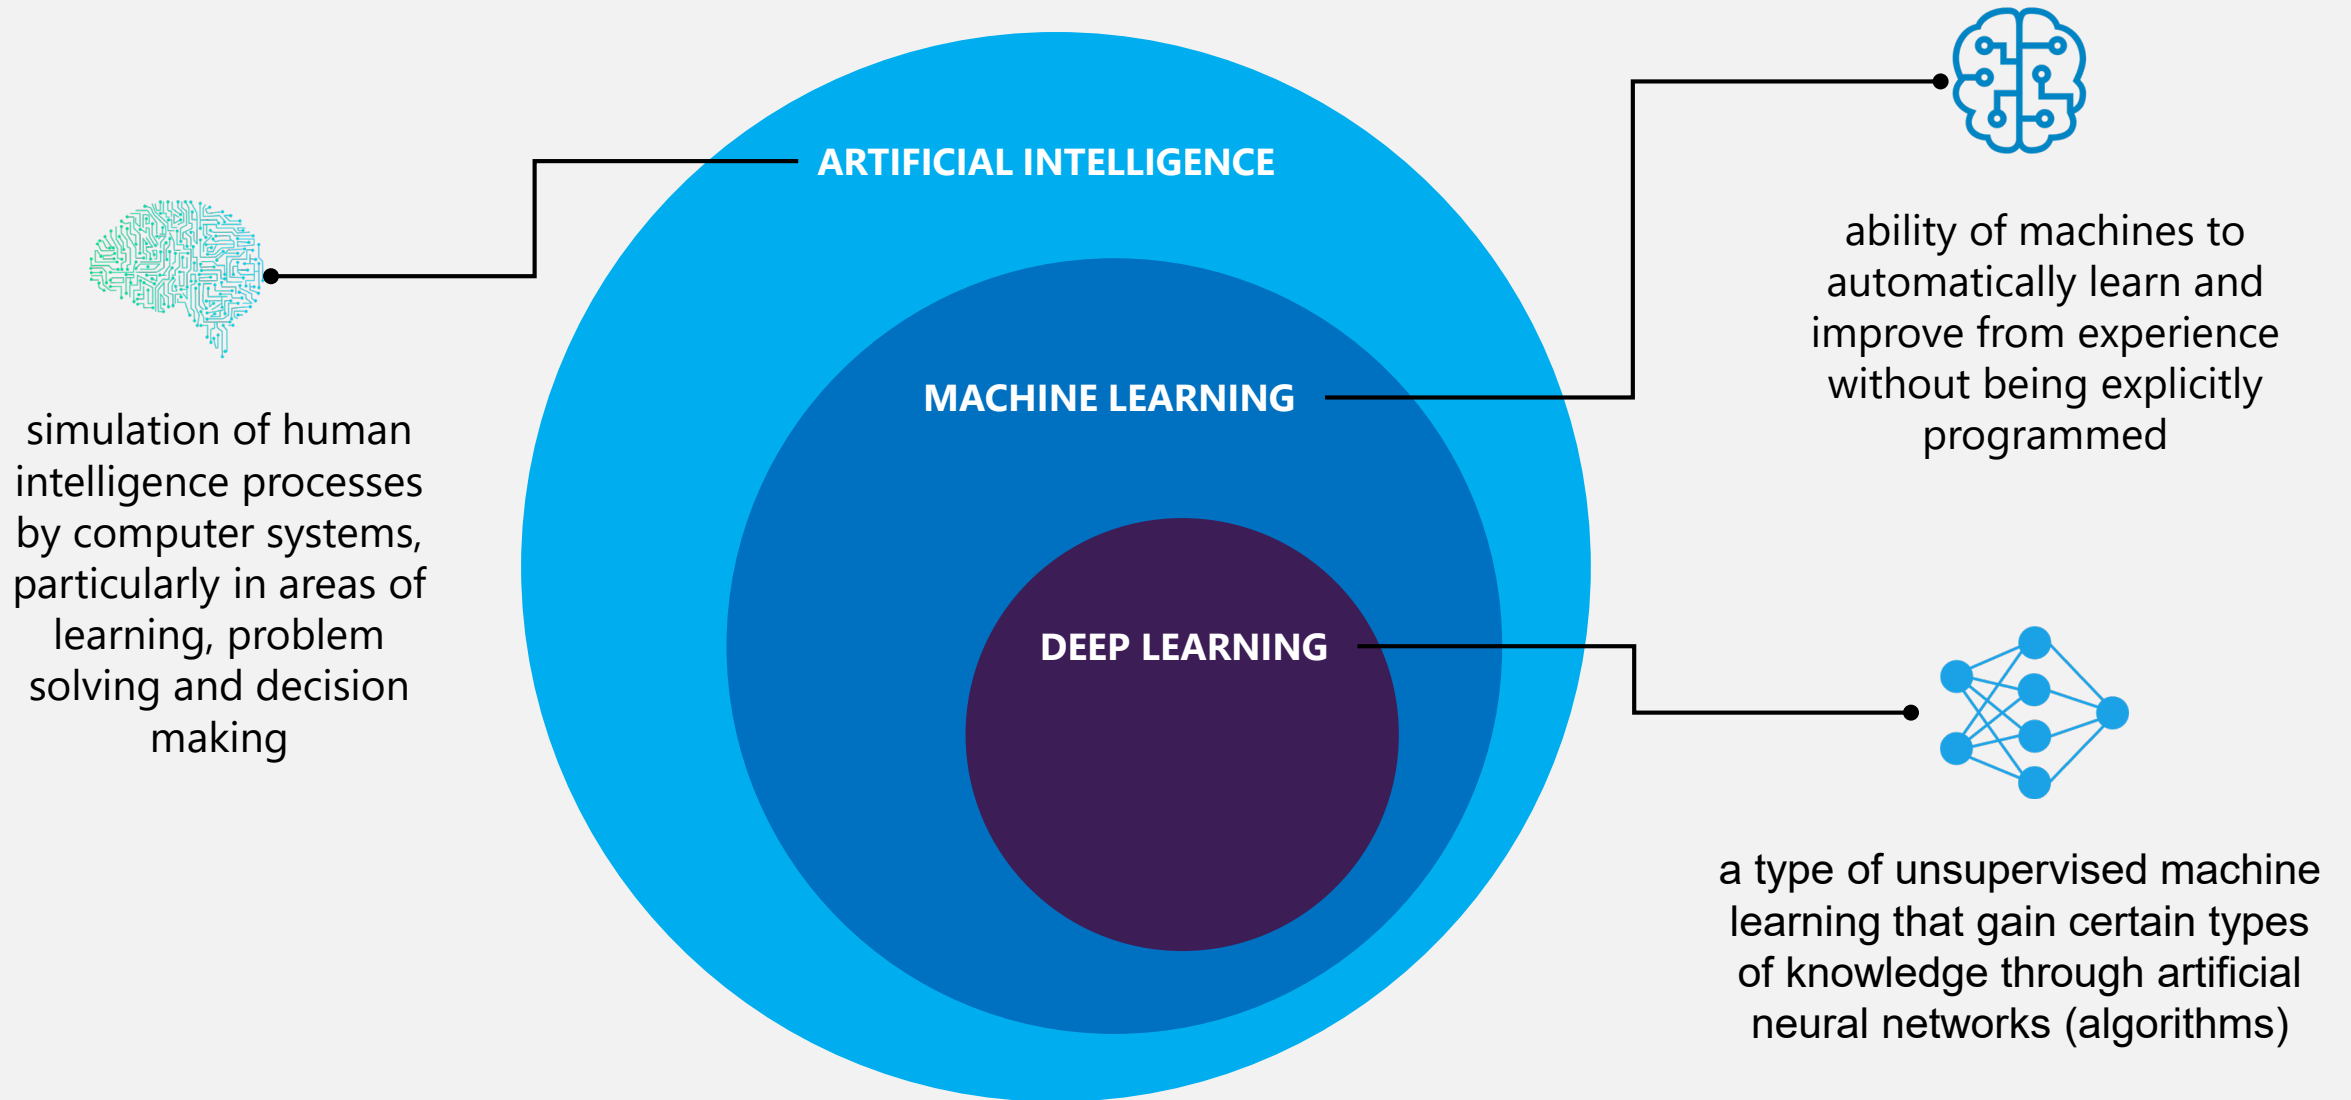 ARTIFICIAL INTELLIGENCE
simulation of human
intelligence processes
by computer systems,
particularly in areas of
learning, problem
solving and decision
making
MACHINE LEARNING
ability of machines to
automatically learn and
improve from experience
without being explicitly
programmed
DEEP LEARNING
a type of unsupervised machine
learning that gain certain types
of knowledge through artificial
neural networks (algorithms)